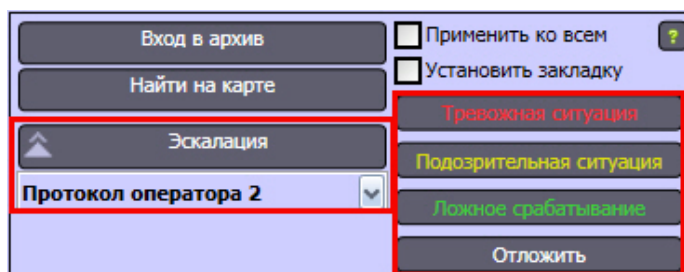 Вход в архив
Найти на карте
Эскалация
Протокол оператора 2
Применить ко всем
?
Установить закладку
Тревожная ситуация
Подозрительная ситуация
Ложное срабатывание
Отложить